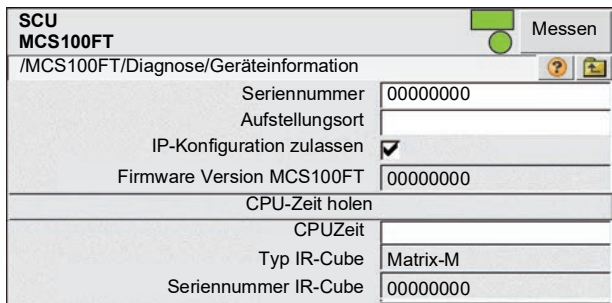 SCU
MCS100FT
Messen
/MCS100FT/Diagnose/Geräteinformation
?
Seriennummer 00000000
Aufstellungsort
IP-Konfiguration zulassen
Firmware Version MCS100FT 00000000
CPU-Zeit holen
CPUZeit
Typ IR-Cube Matrix-M
Seriennummer IR-Cube 00000000